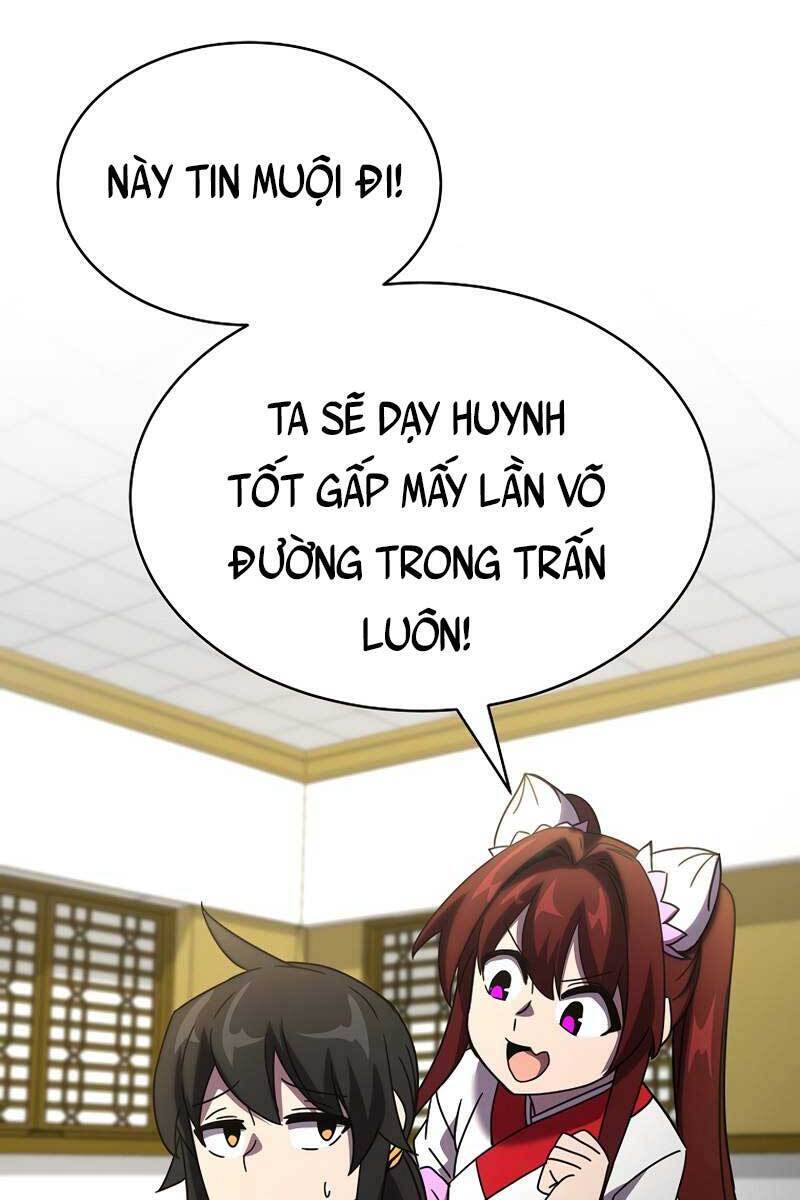 NÀY TIN MUỘI ĐI!
TA SẼ DẠY HUYNH
TỐT GẤP MẤY LẦN VÕ
ĐƯỜNG TRONG TRẤN
LUÔN!